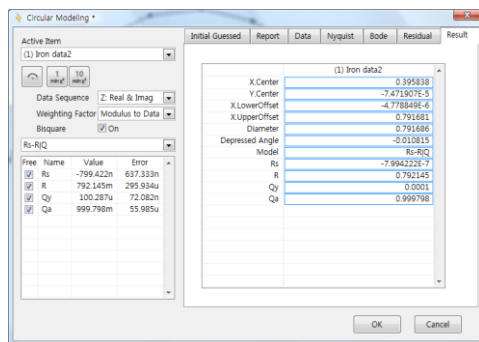 Circular Modeling *
Active Item
(1) Iron data2
1 min χ² 10 min χ²
Data Sequence Z: Real & Imag
Weighting Factor Modulus to Data
Bisquare On
Rs-R|Q
Free Name Value Error
Rs -799.422n 637.333n
R 792.145m 295.934u
Qy 100.287u 72.082n
Qa 999.798m 55.985u
Initial Guessed Report Data Nyquist Bode Residual Result
(1) Iron data2
X.Center 0.395838
Y.Center -7.471907E-5
X.LowerOffset -4.778849E-6
X.UpperOffset 0.791681
Diameter 0.791686
Depressed Angle -0.010815
Model Rs-R|Q
Rs -7.994222E-7
R 0.792145
Qy 0.0001
Qa 0.999798
OK Cancel